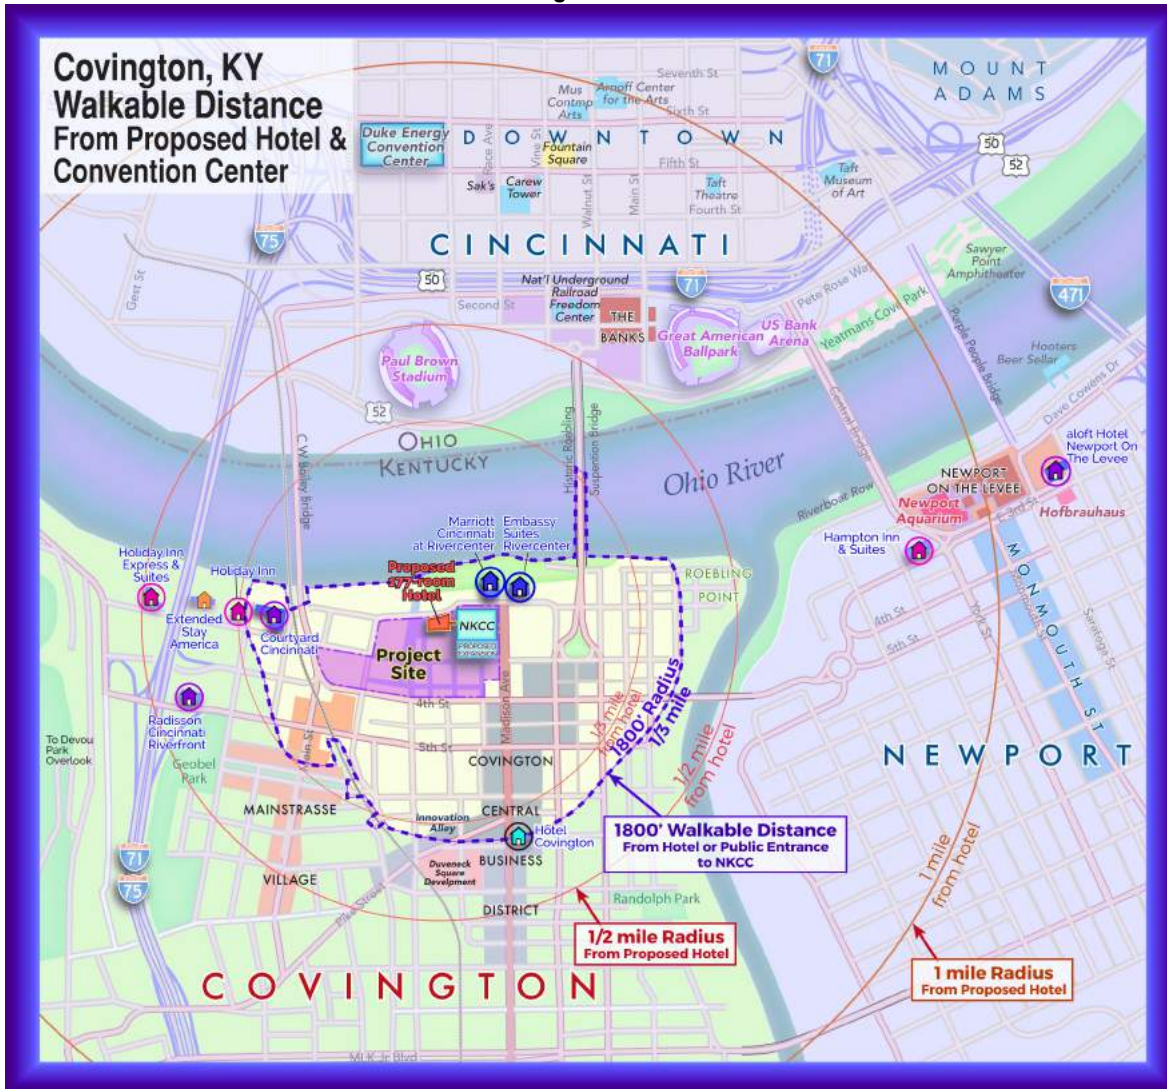 Covington, KY
Walkable Distance
From Proposed Hotel &
Convention Center
71
MOUNT
ADAMS
Seventh St
Mus
Contmp
Arts
Arnoff Center
for the Arts
Sixth St
Duke Energy
Convention
Center
DOWNTOWN
Race Ave
Vine St
Fountain
Square
Fifth St
50
52
Sak's
Carew
Tower
Walnut St
Main St
Taft
Theatre
Fourth St
Taft
Museum
of Art
75
CINCINNATI
Gest St
50
Nat'l Underground
Railroad
Freedom
Center
71
Second St
THE
BANKS
Great American
Ballpark
US Bank
Arena
Pete Rose Way
Yeatmans Cove Park
Sawyer
Point
Amphitheater
471
Purple People Bridge
Hooters
Beer Sellar
Dave Cowens Dr
Paul Brown
Stadium
52
OHIO
KENTUCKY
C W Bailey Bridge
Historic Roebling
Suspention Bridge
Central Bridge
Ohio River
Riverboat Row
aloft Hotel
Newport On
The Levee
NEWPORT
ON THE LEVEE
Newport
Aquarium
E 3rd St
Hofbrauhaus
Hampton Inn
& Suites
Marriott
Cincinnati
at Rivercenter
Embassy
Suites
Rivercenter
Holiday Inn
Express &
Suites
Holiday Inn
Extended
Stay
America
Courtyard
Cincinnati
Proposed
177-room
Hotel
NKCC
PROPOSED
EXPANSION
ROEBLING
POINT
Project
Site
4th St
5th St
Madison Ave
4th St
5th St
York St
MONMOUTH ST
Saratoga St
Radisson
Cincinnati
Riverfront
To Devou
Park
Overlook
Goebel
Park
COVINGTON
1/3 mile
from hotel
1800' Radius
1/3 mile
1/2 mile
from hotel
NEWPORT
MAINSTRASSE
Innovation
Alley
CENTRAL
Hotel
Covington
BUSINESS
1800' Walkable Distance
From Hotel or Public Entrance
to NKCC
1 mile
from hotel
71
75
VILLAGE
Duveneck
Square
Develpment
Pike Street
DISTRICT
Randolph Park
1/2 mile Radius
From Proposed Hotel
1 mile Radius
From Proposed Hotel
COVINGTON
MLK Jr Blvd